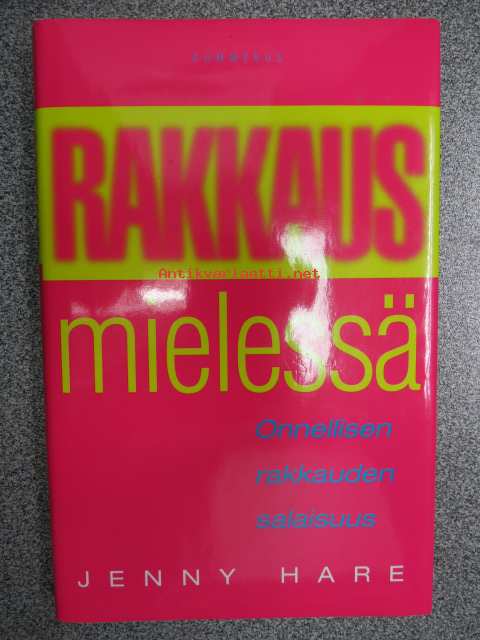 RAKKAUS
Antikvariaatti.net
mielessä
Onnellisen
rakkauden
salaisuus
JENNY HARE